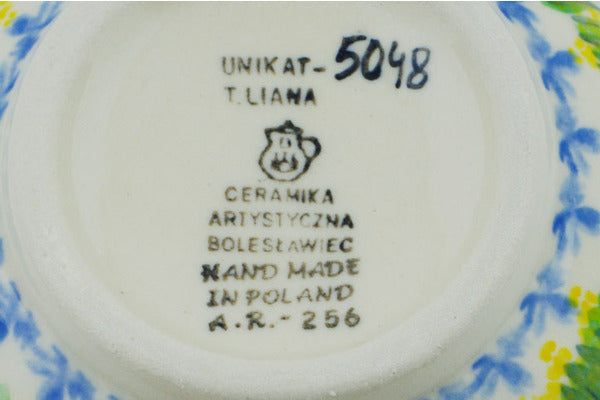 UNIKAT- 5048
T. LIANA
CERAMIKA
ARTYSTYCZNA
BOLESŁAWIEC
HAND MADE
IN POLAND
A.R.- 256